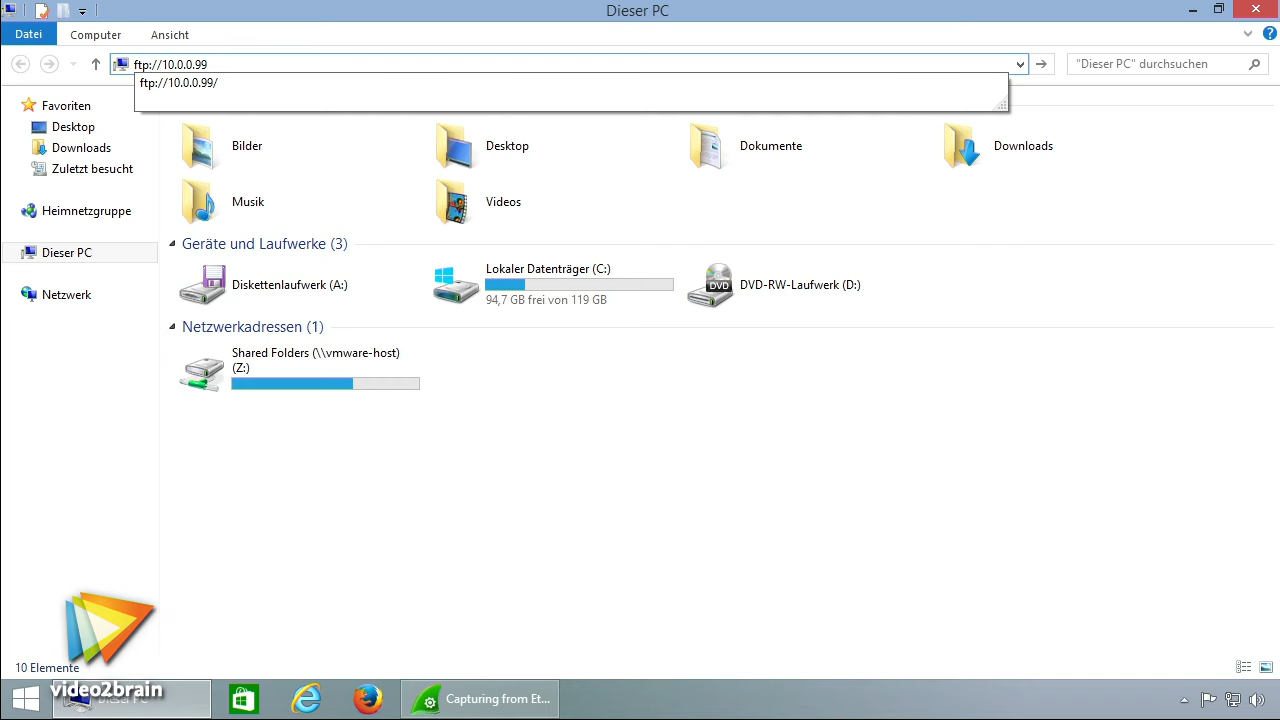 Dieser PC
Datei
Computer
Ansicht
ftp://10.0.0.99
"Dieser PC" durchsuchen
ftp://10.0.0.99/
Favoriten
Desktop
Downloads
Zuletzt besucht
Heimnetzgruppe
Dieser PC
Netzwerk
Bilder
Desktop
Dokumente
Downloads
Musik
Videos
Geräte und Laufwerke (3)
Diskettenlaufwerk (A:)
Lokaler Datenträger (C:)
94,7 GB frei von 119 GB
DVD
DVD-RW-Laufwerk (D:)
Netzwerkadressen (1)
Shared Folders (\\vmware-host)
(Z:)
10 Elemente
video2brain
Dieser PC
Capturing from Et...